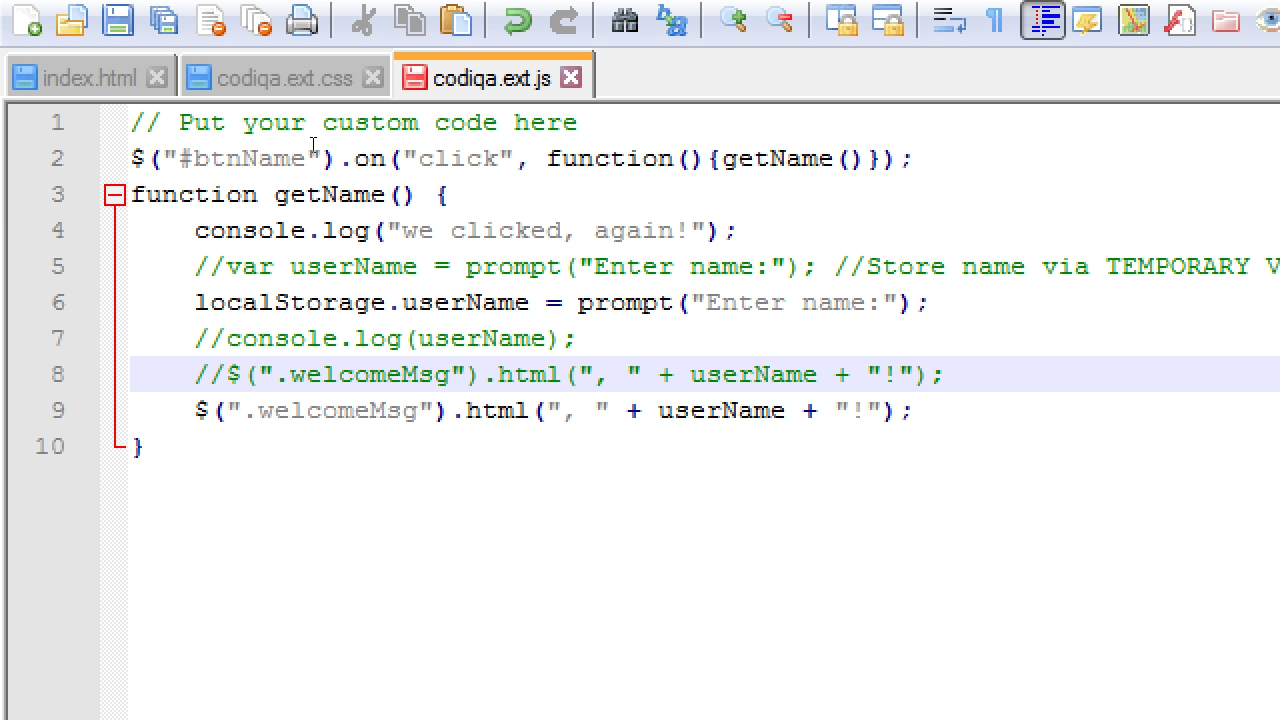 index.html codiqa.ext.css codiqa.ext.js
1 // Put your custom code here
2 $("#btnName").on("click", function(){getName()});
3 function getName() {
4 console.log("we clicked, again!");
5 //var userName = prompt("Enter name:"); //Store name via TEMPORARY V
6 localStorage.userName = prompt("Enter name:");
7 //console.log(userName);
8 //$(".welcomeMsg").html(", " + userName + "!");
9 $(".welcomeMsg").html(", " + userName + "!");
10 }